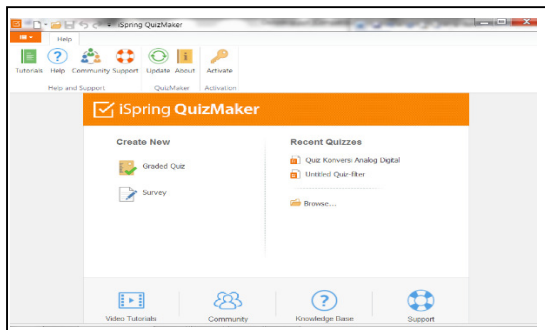 iSpring QuizMaker
Help
Tutorials Help Community Support Update About Activate
Help and Support QuizMaker Activation
iSpring QuizMaker
Create New
Graded Quiz
Survey
Recent Quizzes
Quiz Konversi Analog Digital
Untitled Quiz-filter
Browse...
Video Tutorials Community Knowledge Base Support